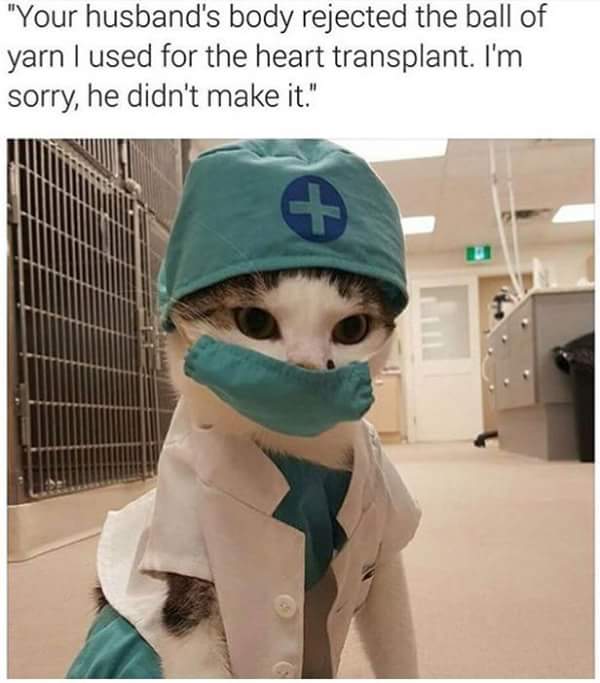 "Your husband's body rejected the ball of
yarn I used for the heart transplant. I'm
sorry, he didn't make it."